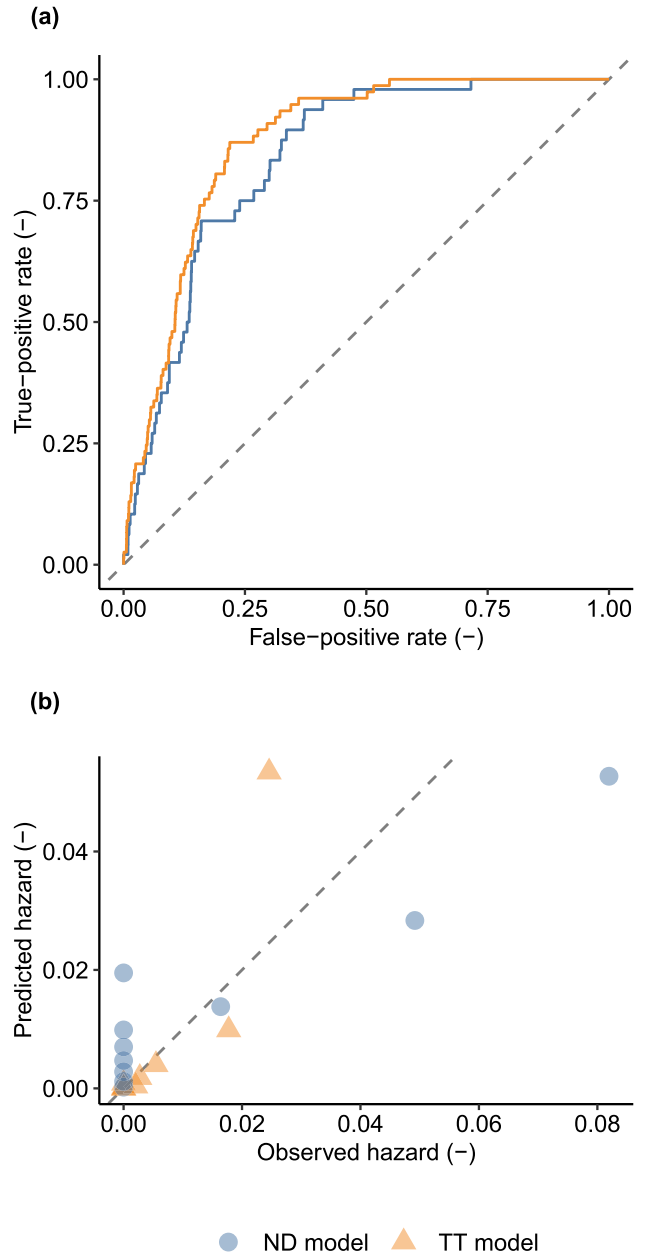 (a)
1.00
0.75
0.50
0.25
0.00
True−positive rate (−)
0.00 0.25 0.50 0.75 1.00
False−positive rate (−)
(b)
0.04
0.02
0.00
Predicted hazard (−)
0.00 0.02 0.04 0.06 0.08
Observed hazard (−)
ND model TT model